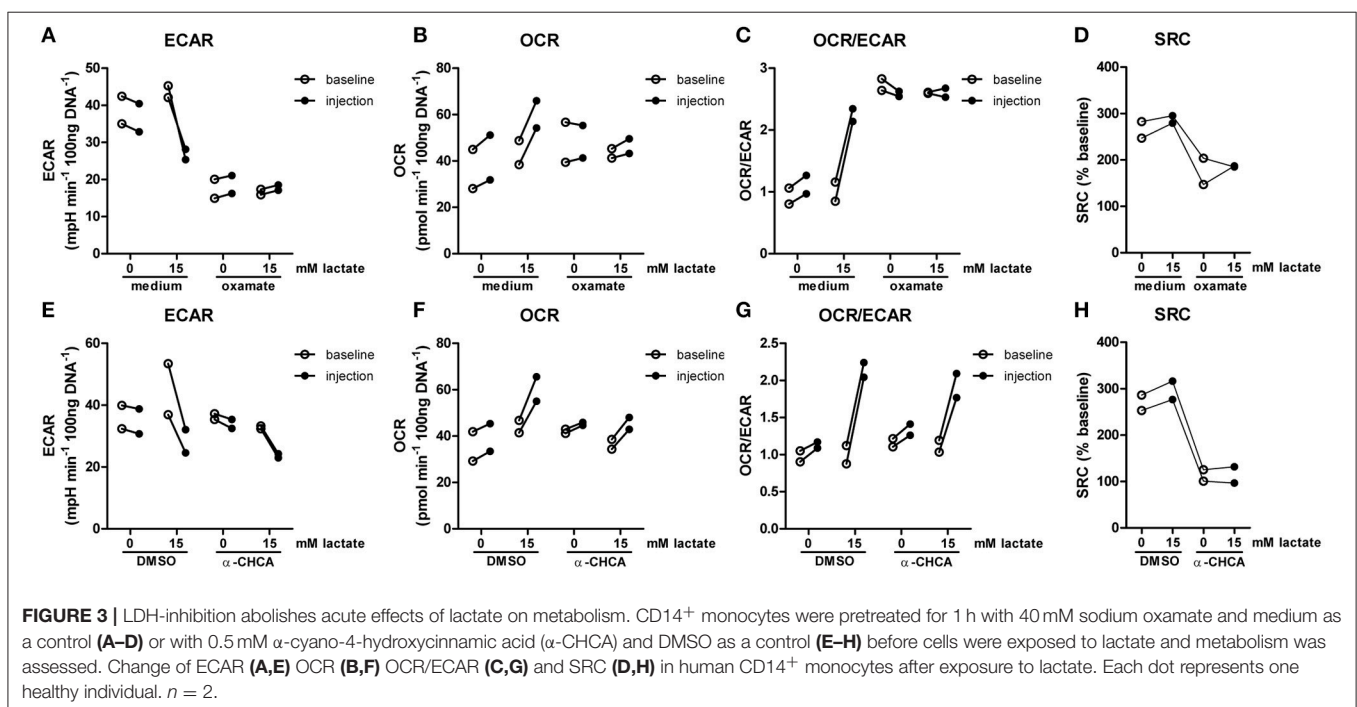 A
ECAR
ECAR
(mpH min⁻¹ 100ng DNA⁻¹)
50
40
30
20
10
0
0 15 0 15 mM lactate
medium oxamate
baseline
injection
B
OCR
OCR
(pmol min⁻¹ 100ng DNA⁻¹)
80
60
40
20
0
0 15 0 15 mM lactate
medium oxamate
baseline
injection
C
OCR/ECAR
OCR/ECAR
3
2
1
0
0 15 0 15 mM lactate
medium oxamate
baseline
injection
D
SRC
SRC (% baseline)
400
300
200
100
0
0 15 0 15 mM lactate
medium oxamate
E
ECAR
ECAR
(mpH min⁻¹ 100ng DNA⁻¹)
60
40
20
0
0 15 0 15 mM lactate
DMSO α-CHCA
baseline
injection
F
OCR
OCR
(pmol min⁻¹ 100ng DNA⁻¹)
80
60
40
20
0
0 15 0 15 mM lactate
DMSO α-CHCA
baseline
injection
G
OCR/ECAR
OCR/ECAR
2.5
2.0
1.5
1.0
0.5
0.0
0 15 0 15 mM lactate
DMSO α-CHCA
baseline
injection
H
SRC
SRC (% baseline)
400
300
200
100
0
0 15 0 15 mM lactate
DMSO α-CHCA
FIGURE 3 | LDH-inhibition abolishes acute effects of lactate on metabolism. CD14⁺ monocytes were pretreated for 1 h with 40 mM sodium oxamate and medium as
a control (A–D) or with 0.5 mM α-cyano-4-hydroxycinnamic acid (α-CHCA) and DMSO as a control (E–H) before cells were exposed to lactate and metabolism was
assessed. Change of ECAR (A,E) OCR (B,F) OCR/ECAR (C,G) and SRC (D,H) in human CD14⁺ monocytes after exposure to lactate. Each dot represents one
healthy individual. n = 2.